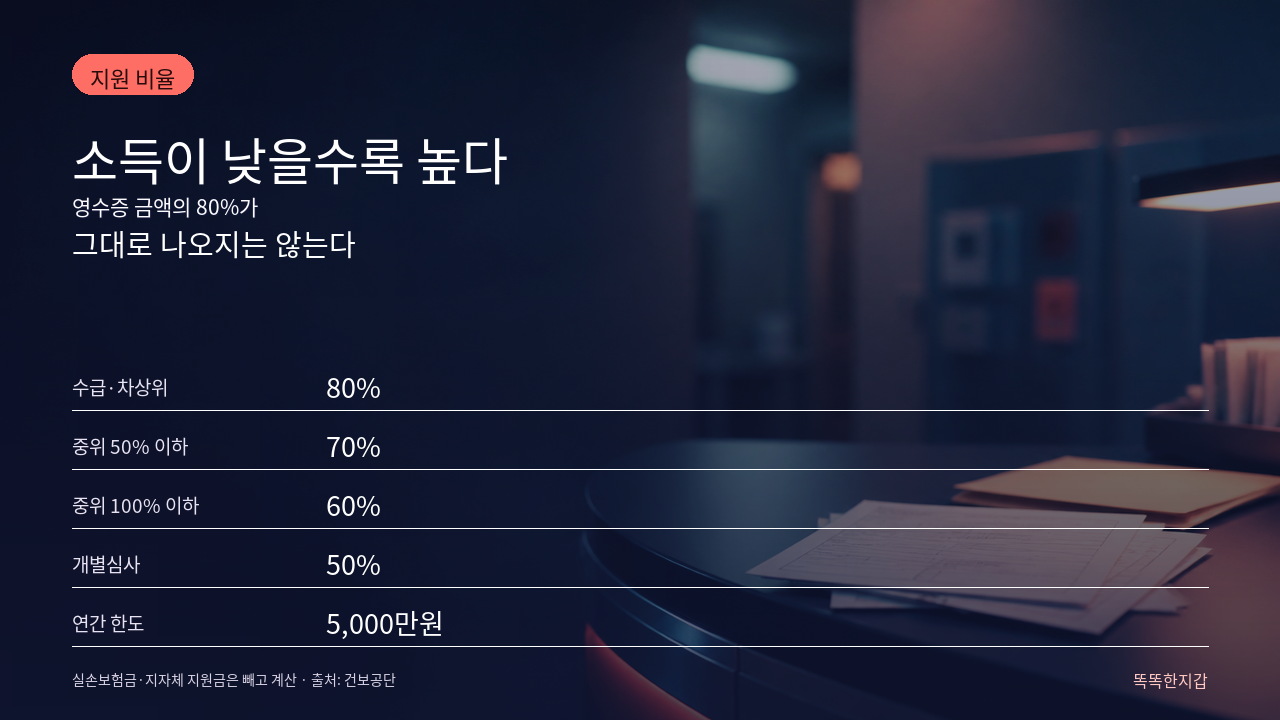 지원 비율
소득이 낮을수록 높다
영수증 금액의 80%가
그대로 나오지는 않는다
수급·차상위 80%
중위 50% 이하 70%
중위 100% 이하 60%
개별심사 50%
연간 한도 5,000만원
실손보험금·지자체 지원금은 빼고 계산 · 출처: 건보공단
똑똑한지갑